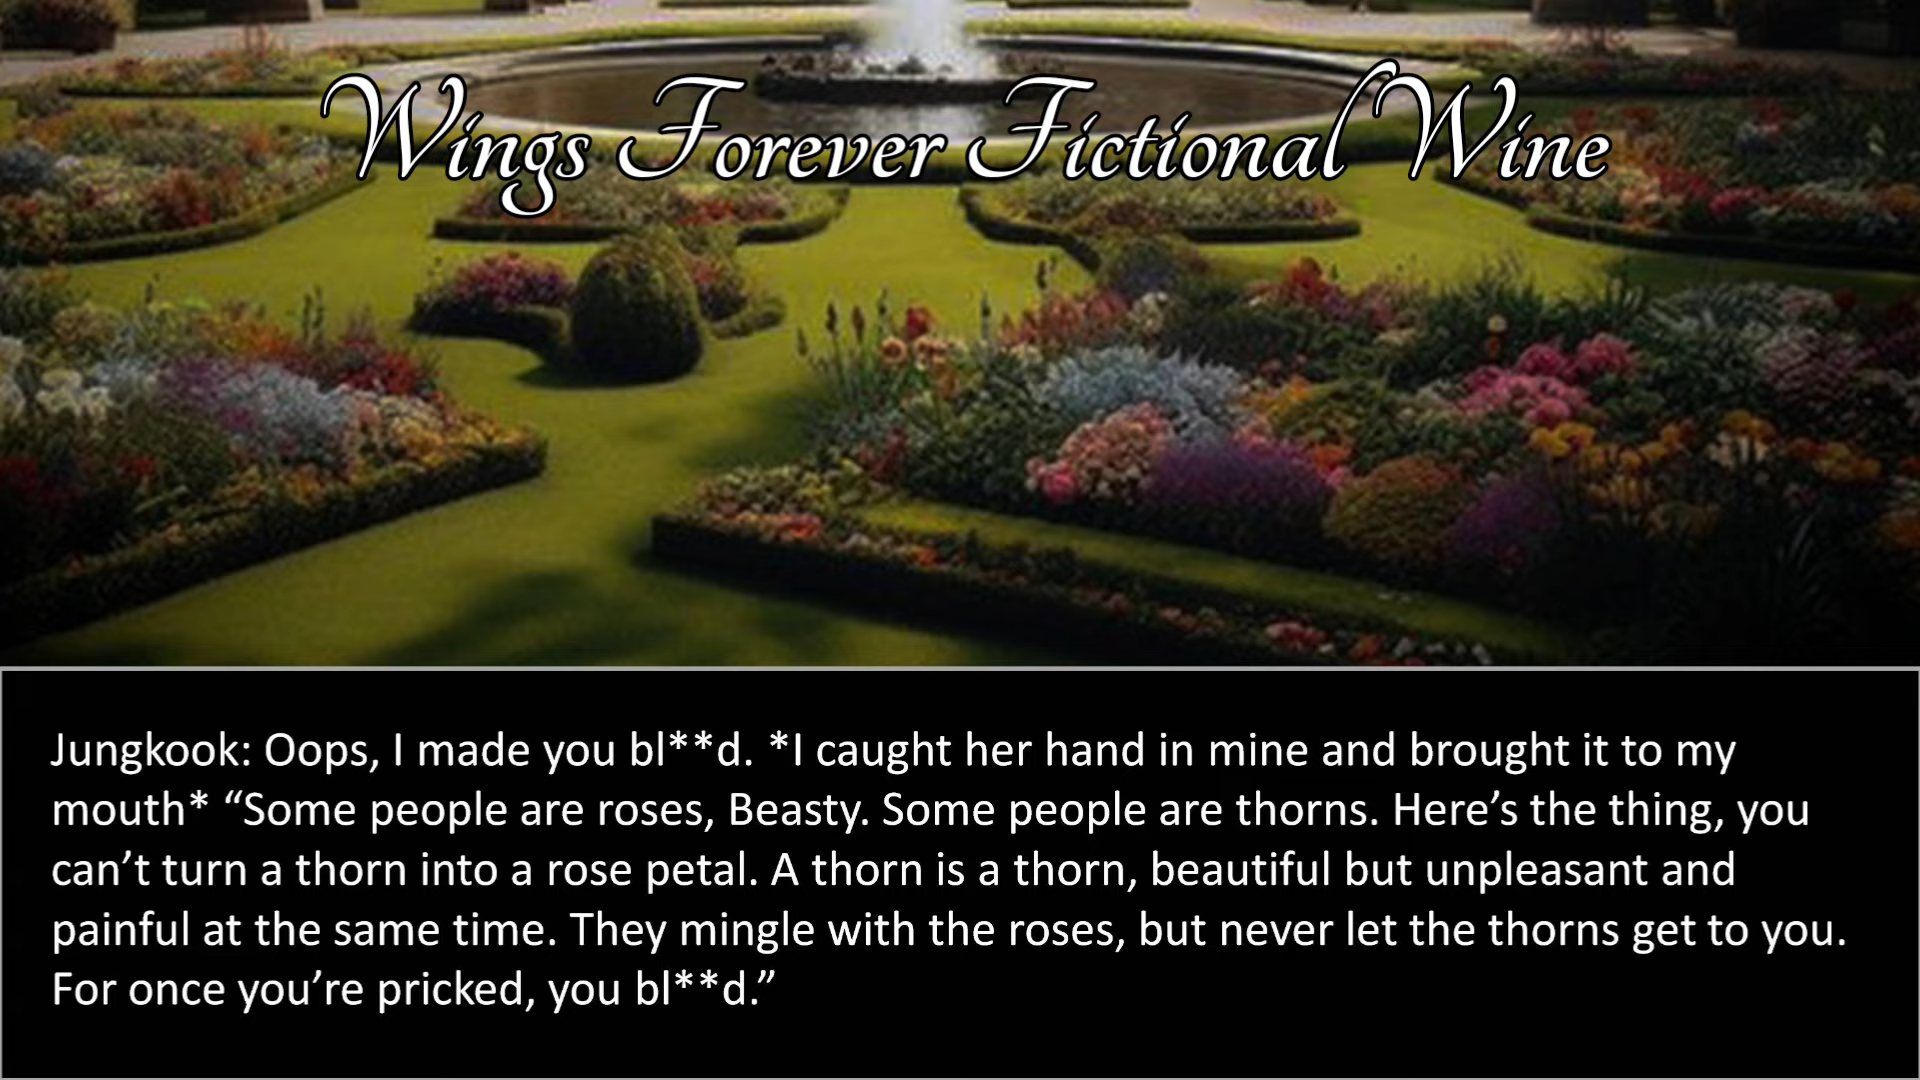 Wings Forever Fictional Wine
Jungkook: Oops, I made you bl**d. *I caught her hand in mine and brought it to my
mouth* “Some people are roses, Beasty. Some people are thorns. Here’s the thing, you
can’t turn a thorn into a rose petal. A thorn is a thorn, beautiful but unpleasant and
painful at the same time. They mingle with the roses, but never let the thorns get to you.
For once you’re pricked, you bl**d.”